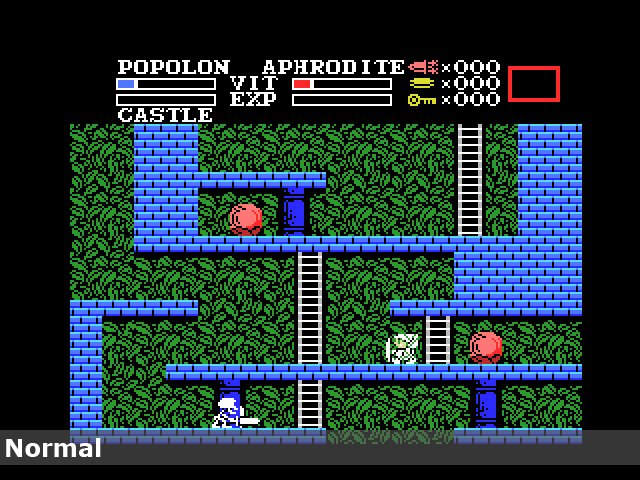 POPOLON APHRODITE ×000
VIT ×000
EXP ×000
CASTLE
Normal